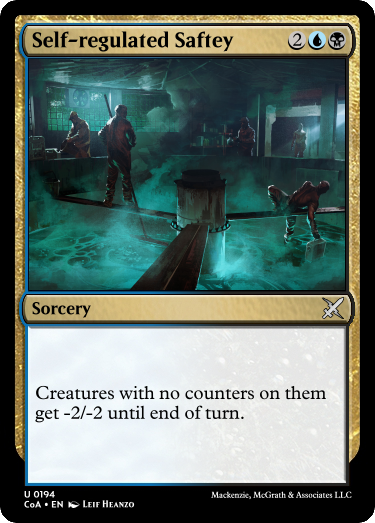 Self-regulated Saftey 2
Sorcery
Creatures with no counters on them
get -2/-2 until end of turn.
U 0194
CoA • EN Leif Heanzo
Mackenzie, McGrath & Associates LLC